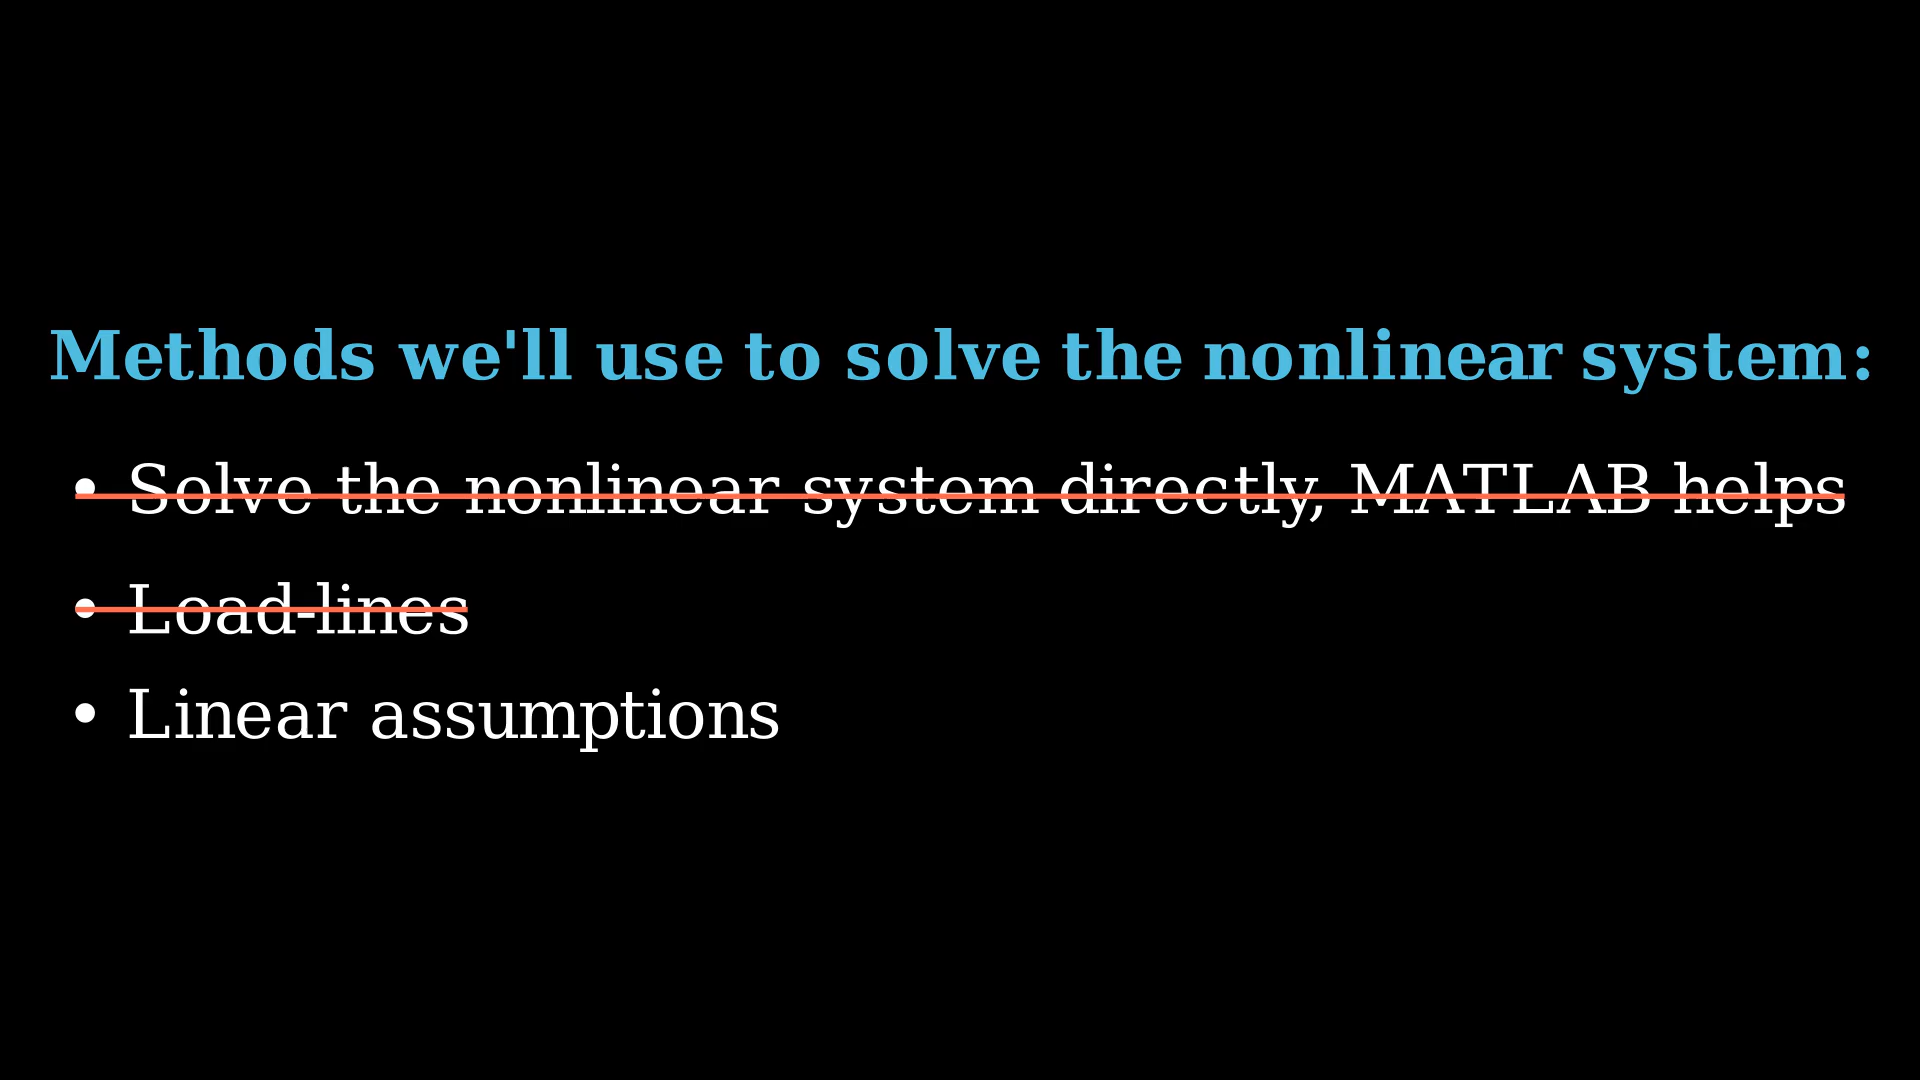 Methods we'll use to solve the nonlinear system:
• Solve the nonlinear system directly, MATLAB helps
• Load-lines
• Linear assumptions